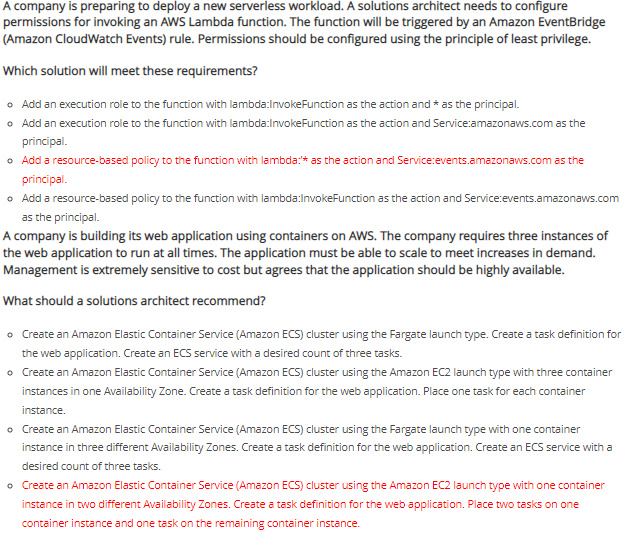 A company is preparing to deploy a new serverless workload. A solutions architect needs to configure
permissions for invoking an AWS Lambda function. The function will be triggered by an Amazon EventBridge
(Amazon CloudWatch Events) rule. Permissions should be configured using the principle of least privilege.
Which solution will meet these requirements?
Add an execution role to the function with lambda:InvokeFunction as the action and * as the principal.
Add an execution role to the function with lambda:InvokeFunction as the action and Service:amazonaws.com as the
principal.
Add a resource-based policy to the function with lambda:'* as the action and Service:events.amazonaws.com as the
principal.
Add a resource-based policy to the function with lambda:InvokeFunction as the action and Service:events.amazonaws.com
as the principal.
A company is building its web application using containers on AWS. The company requires three instances of
the web application to run at all times. The application must be able to scale to meet increases in demand.
Management is extremely sensitive to cost but agrees that the application should be highly available.
What should a solutions architect recommend?
Create an Amazon Elastic Container Service (Amazon ECS) cluster using the Fargate launch type. Create a task definition for
the web application. Create an ECS service with a desired count of three tasks.
Create an Amazon Elastic Container Service (Amazon ECS) cluster using the Amazon EC2 launch type with three container
instances in one Availability Zone. Create a task definition for the web application. Place one task for each container
instance.
Create an Amazon Elastic Container Service (Amazon ECS) cluster using the Fargate launch type with one container
instance in three different Availability Zones. Create a task definition for the web application. Create an ECS service with a
desired count of three tasks.
Create an Amazon Elastic Container Service (Amazon ECS) cluster using the Amazon EC2 launch type with one container
instance in two different Availability Zones. Create a task definition for the web application. Place two tasks on one
container instance and one task on the remaining container instance.